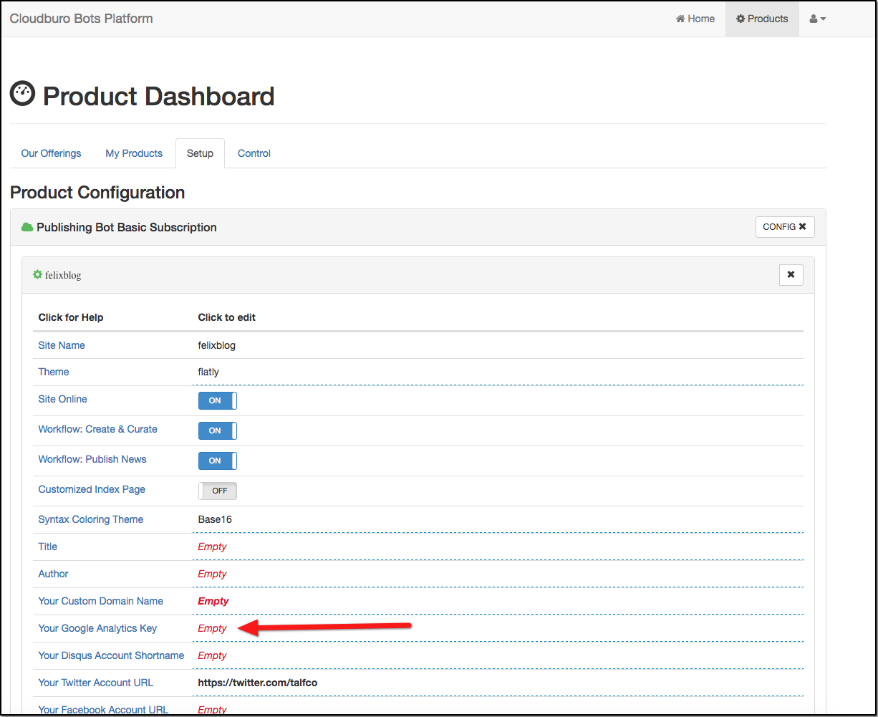 Cloudburo Bots Platform
Home Products
Product Dashboard
Our Offerings My Products Setup Control
Product Configuration
Publishing Bot Basic Subscription CONFIG ✖
felixblog ✖
Click for Help Click to edit
Site Name felixblog
Theme flatly
Site Online ON
Workflow: Create & Curate ON
Workflow: Publish News ON
Customized Index Page OFF
Syntax Coloring Theme Base16
Title Empty
Author Empty
Your Custom Domain Name Empty
Your Google Analytics Key Empty
Your Disqus Account Shortname Empty
Your Twitter Account URL https://twitter.com/talfco
Your Facebook Account URL Empty